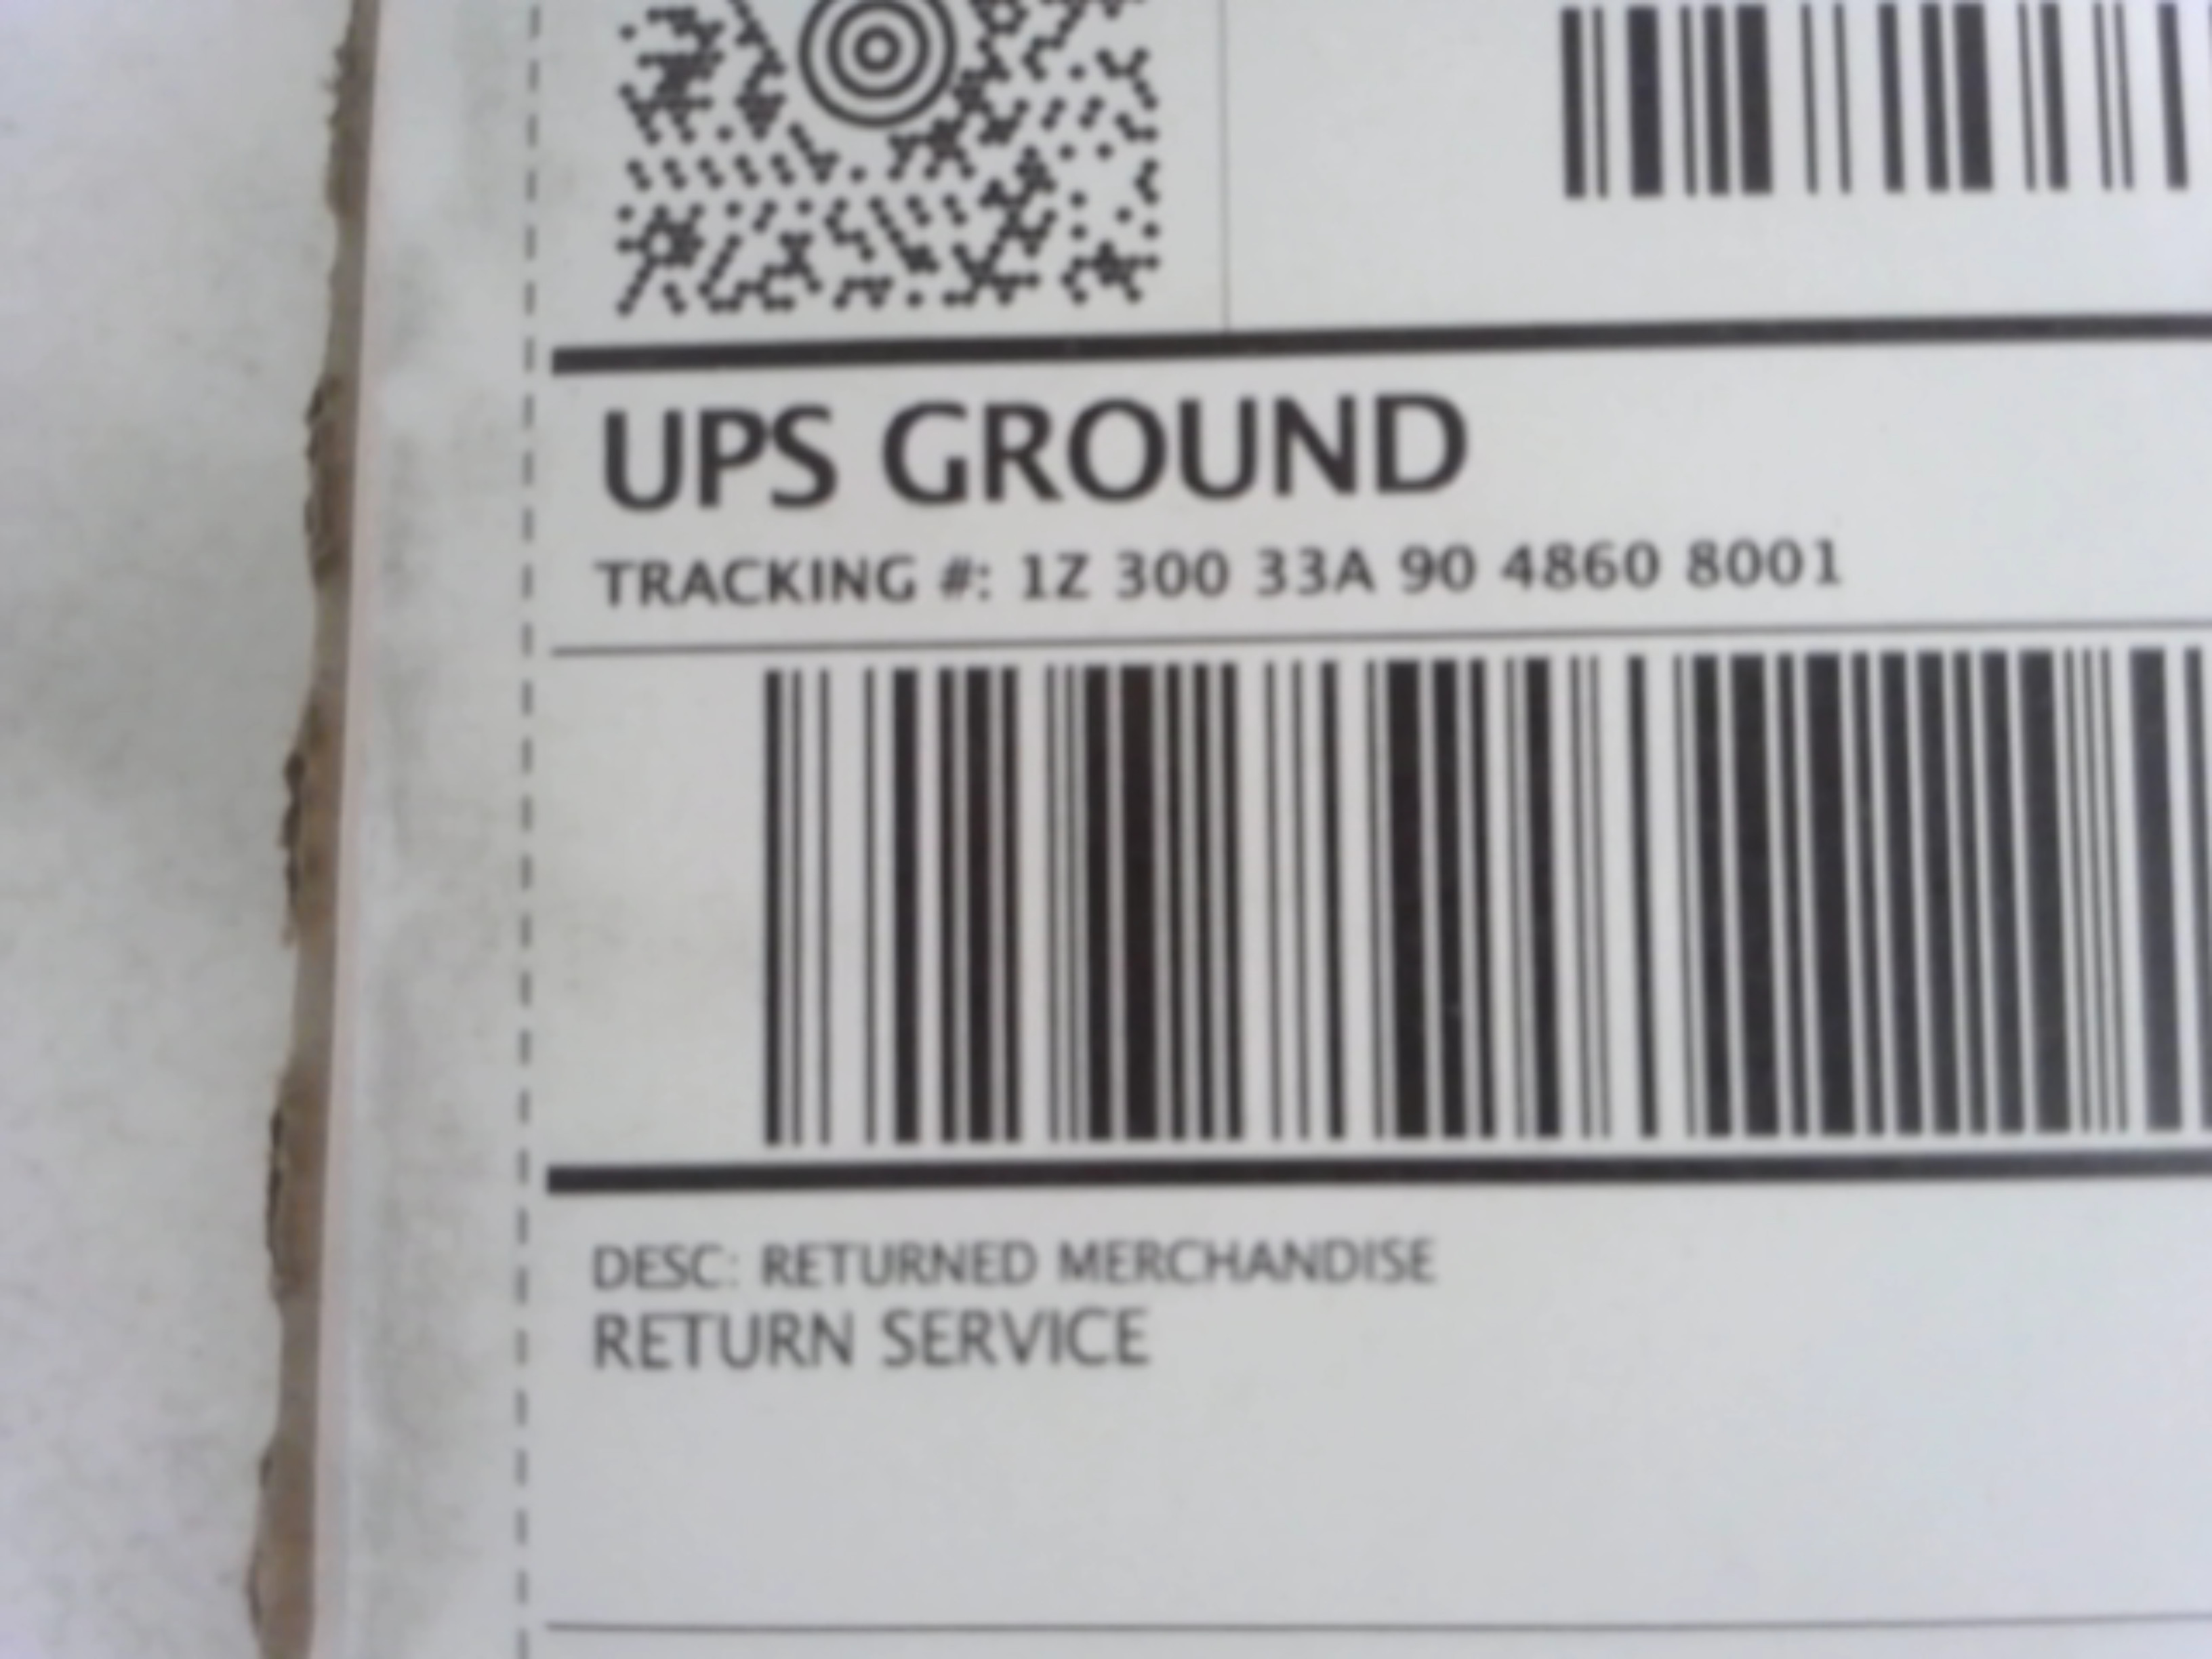 UPS GROUND
TRACKING #: 1Z 300 33A 90 4860 8001
DESC: RETURNED MERCHANDISE
RETURN SERVICE